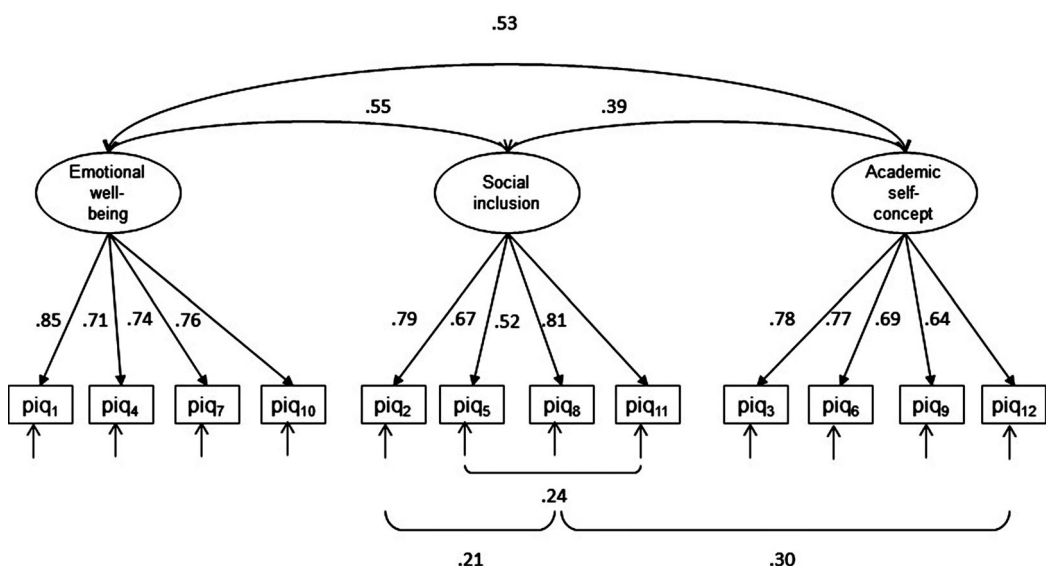 .53
.55
.39
Emotional
well-
being
Social
inclusion
Academic
self-
concept
.85 .71 .74 .76
.79 .67 .52 .81
.78 .77 .69 .64
piq₁ piq₄ piq₇ piq₁₀
piq₂ piq₅ piq₈ piq₁₁
piq₃ piq₆ piq₉ piq₁₂
.24
.21
.30